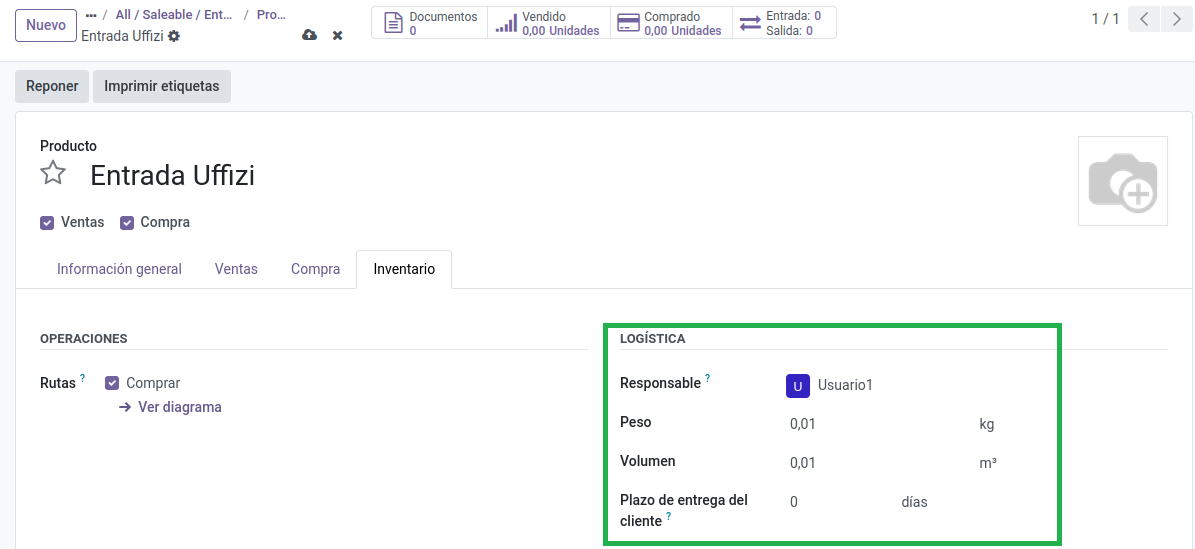 Nuevo
... / All / Saleable / Ent... / Pro...
Entrada Uffizi
Documentos
0
Vendido
0,00 Unidades
Comprado
0,00 Unidades
Entrada: 0
Salida: 0
1 / 1
Reponer
Imprimir etiquetas
Producto
Entrada Uffizi
Ventas
Compra
Información general
Ventas
Compra
Inventario
OPERACIONES
Rutas ?
Comprar
Ver diagrama
LOGÍSTICA
Responsable ?
U Usuario1
Peso
0,01 kg
Volumen
0,01 m³
Plazo de entrega del
cliente ?
0 días